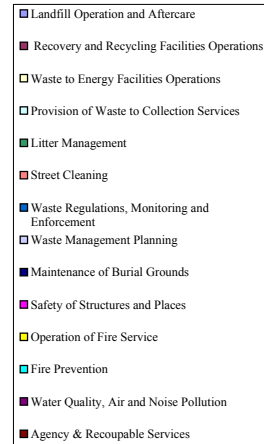 Landfill Operation and Aftercare
Recovery and Recycling Facilities Operations
Waste to Energy Facilities Operations
Provision of Waste to Collection Services
Litter Management
Street Cleaning
Waste Regulations, Monitoring and
Enforcement
Waste Management Planning
Maintenance of Burial Grounds
Safety of Structures and Places
Operation of Fire Service
Fire Prevention
Water Quality, Air and Noise Pollution
Agency & Recoupable Services